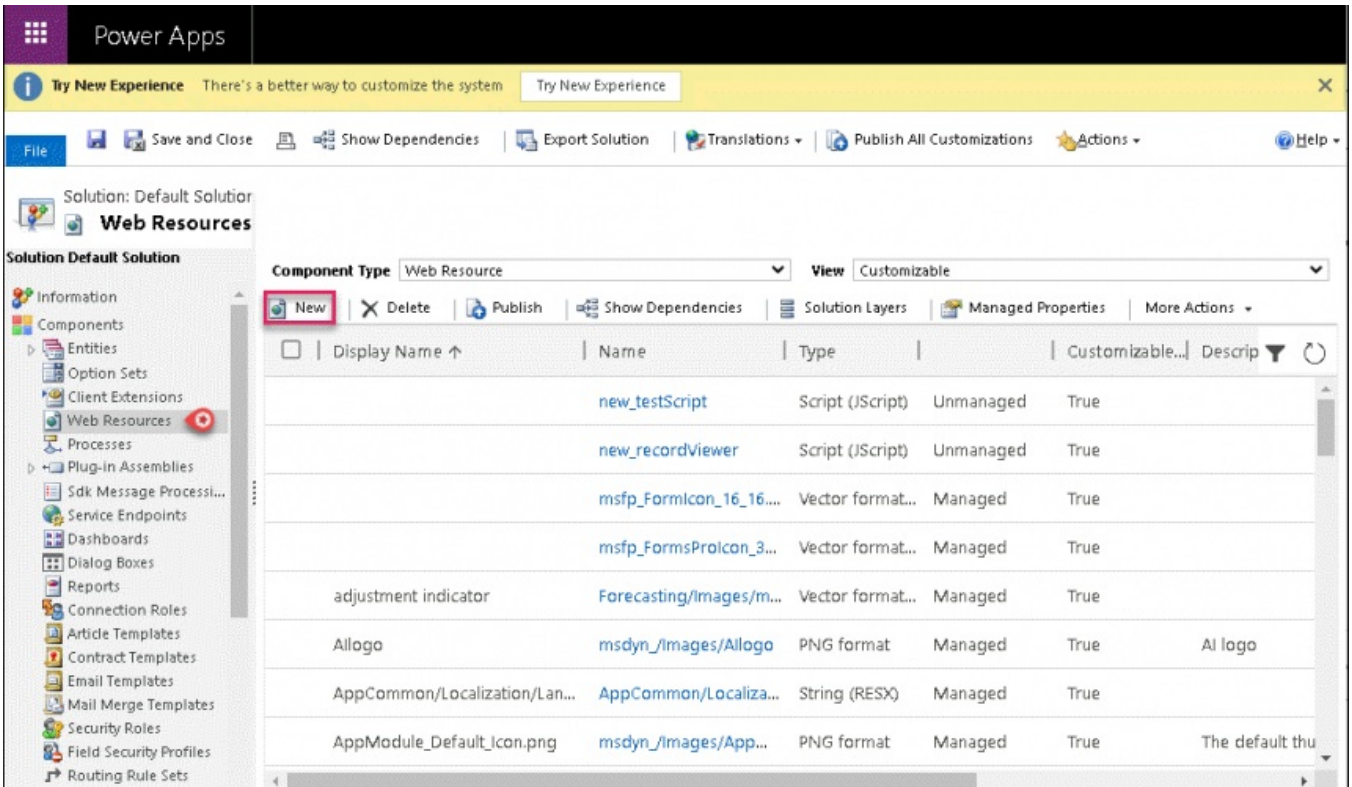 Power Apps
Try New Experience There's a better way to customize the system Try New Experience
File Save and Close Show Dependencies Export Solution Translations Publish All Customizations Actions Help
Solution: Default Solutior
Web Resources
Solution Default Solution
Component Type Web Resource View Customizable
Information
Components
Entities
Option Sets
Client Extensions
Web Resources
Processes
Plug-in Assemblies
Sdk Message Processi...
Service Endpoints
Dashboards
Dialog Boxes
Reports
Connection Roles
Article Templates
Contract Templates
Email Templates
Mail Merge Templates
Security Roles
Field Security Profiles
Routing Rule Sets
New Delete Publish Show Dependencies Solution Layers Managed Properties More Actions
Display Name ↑ Name Type Customizable... Descrip
new_testScript Script (JScript) Unmanaged True
new_recordViewer Script (JScript) Unmanaged True
msfp_FormIcon_16_16.... Vector format... Managed True
msfp_FormsProIcon_3... Vector format... Managed True
adjustment indicator Forecasting/Images/m... Vector format... Managed True
AIlogo msdyn_/Images/AIlogo PNG format Managed True AI logo
AppCommon/Localization/Lan... AppCommon/Localiza... String (RESX) Managed True
AppModule_Default_Icon.png msdyn_/Images/App... PNG format Managed True The default thu